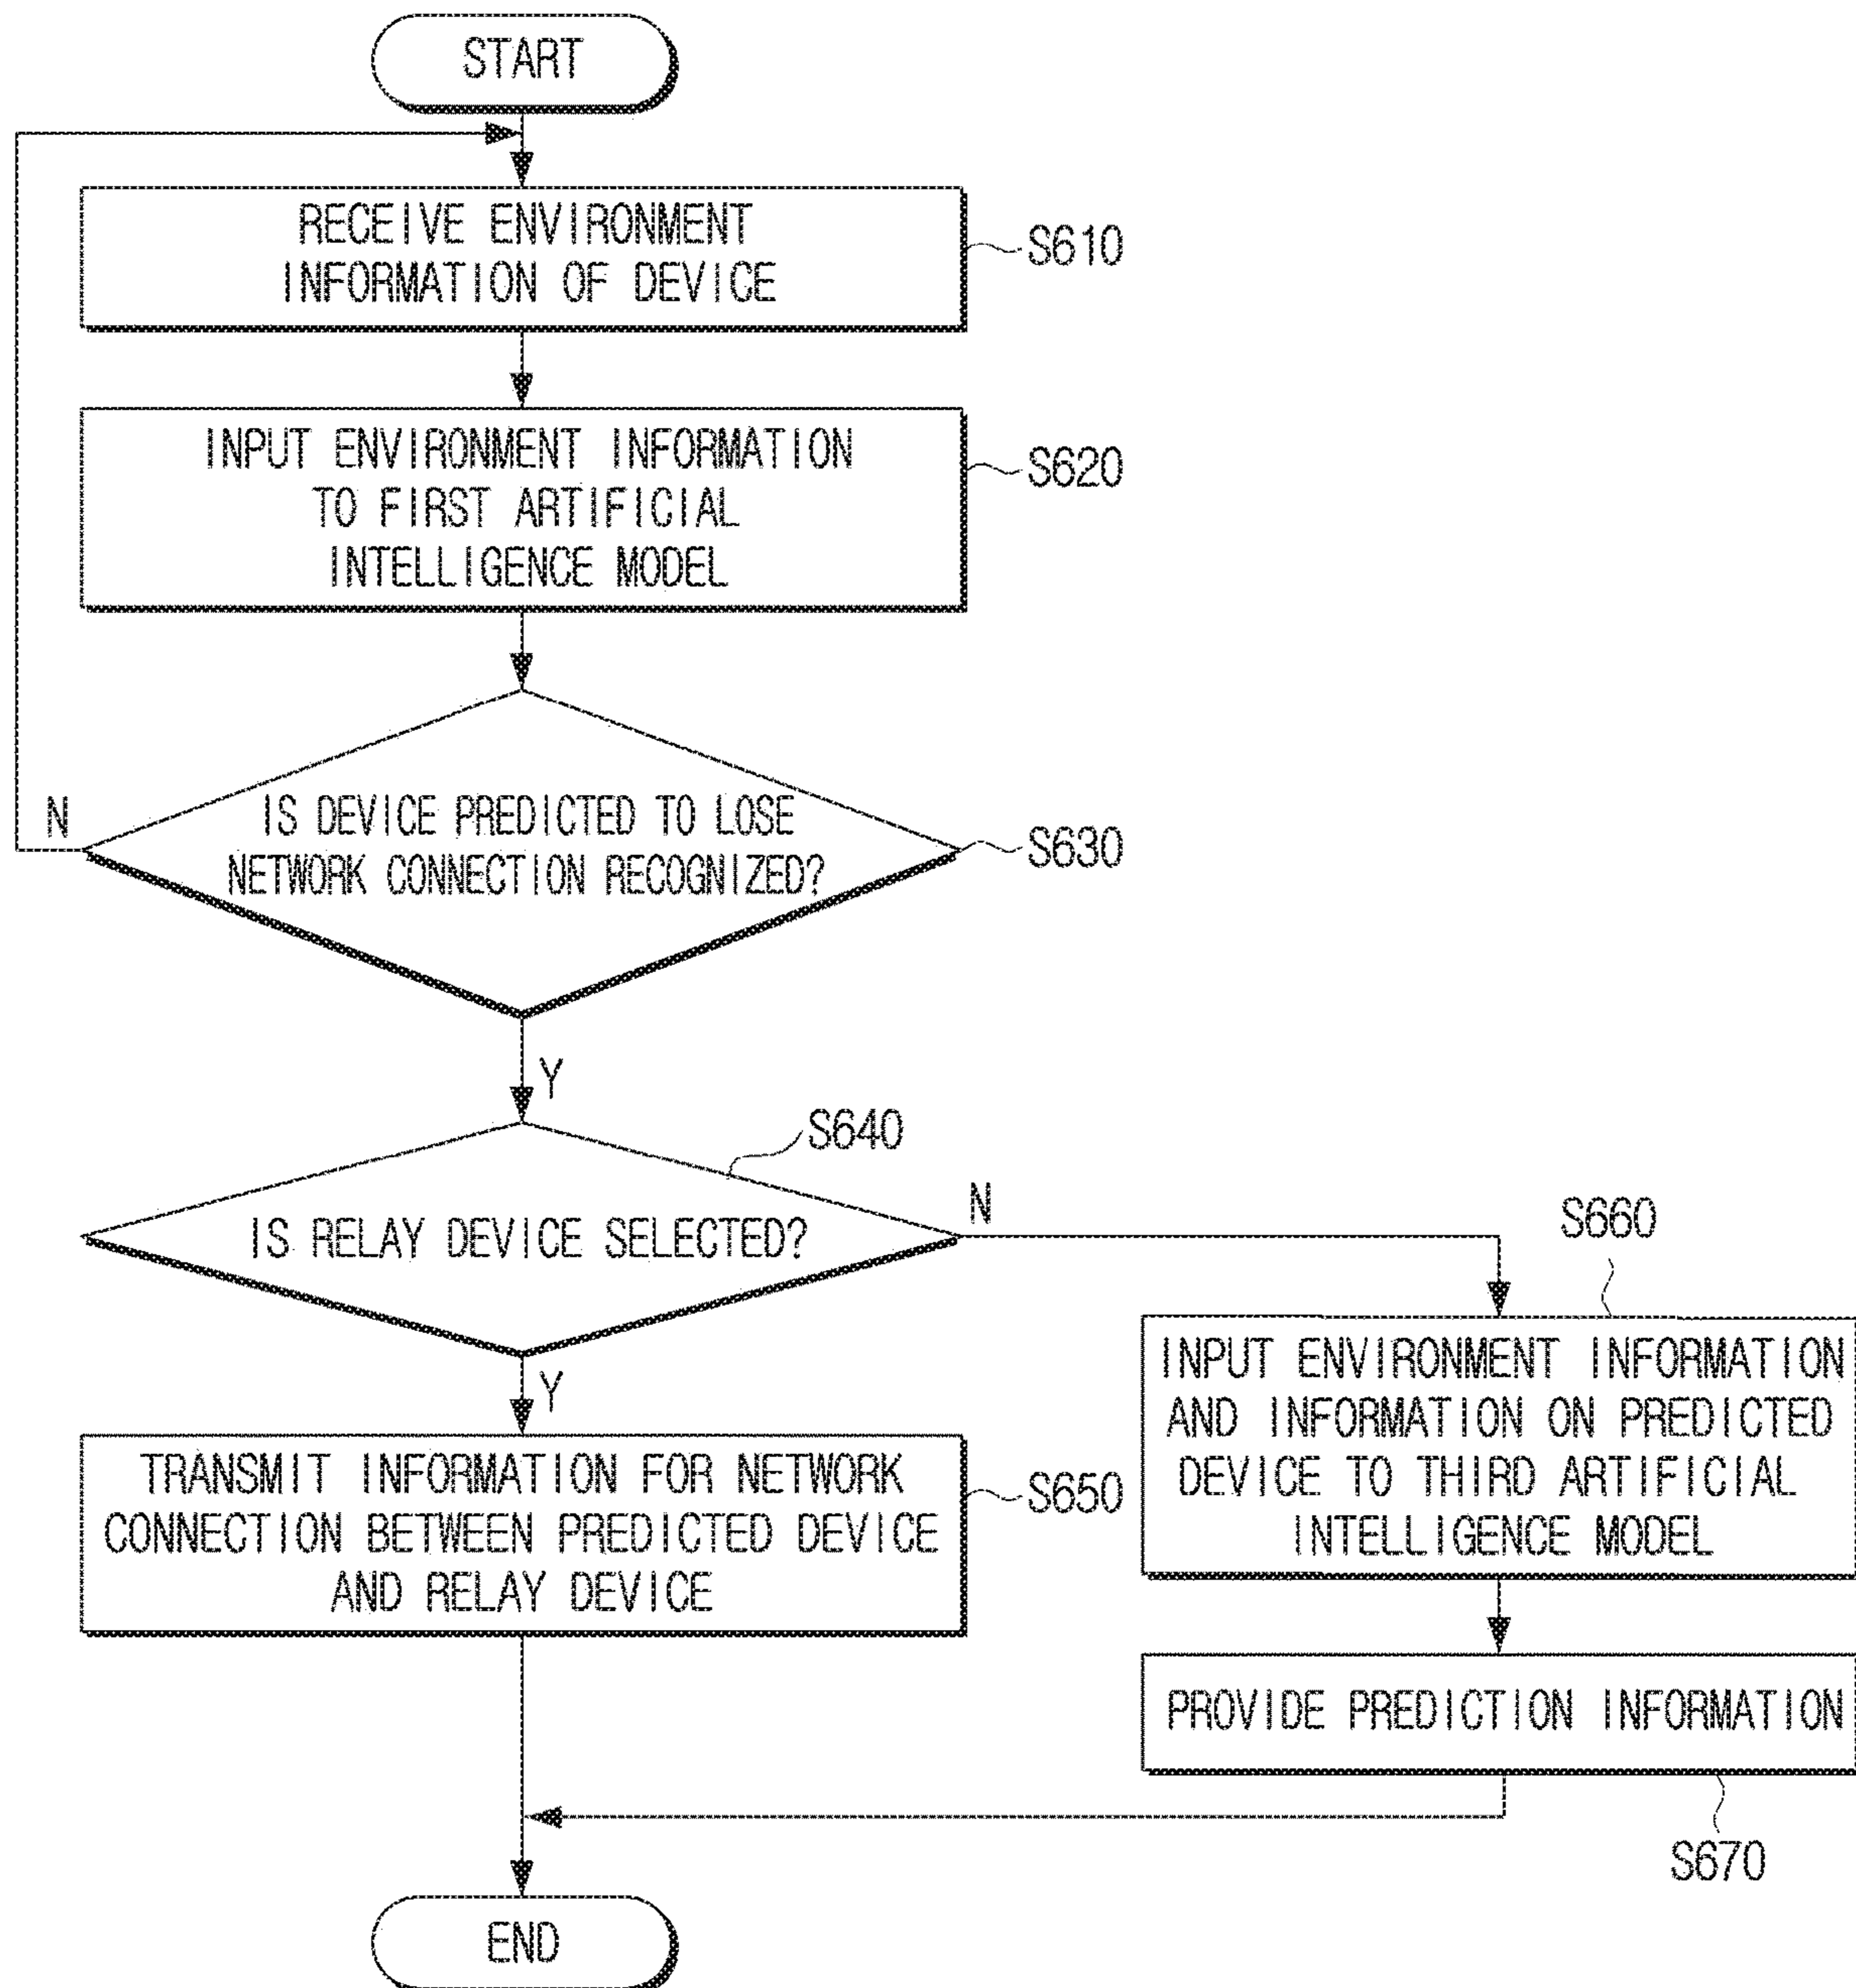 START
RECEIVE ENVIRONMENT
INFORMATION OF DEVICE
S610
INPUT ENVIRONMENT INFORMATION
TO FIRST ARTIFICIAL
INTELLIGENCE MODEL
S620
IS DEVICE PREDICTED TO LOSE
NETWORK CONNECTION RECOGNIZED?
S630
N
Y
S640
IS RELAY DEVICE SELECTED?
N
Y
TRANSMIT INFORMATION FOR NETWORK
CONNECTION BETWEEN PREDICTED DEVICE
AND RELAY DEVICE
S650
S660
INPUT ENVIRONMENT INFORMATION
AND INFORMATION ON PREDICTED
DEVICE TO THIRD ARTIFICIAL
INTELLIGENCE MODEL
PROVIDE PREDICTION INFORMATION
S670
END